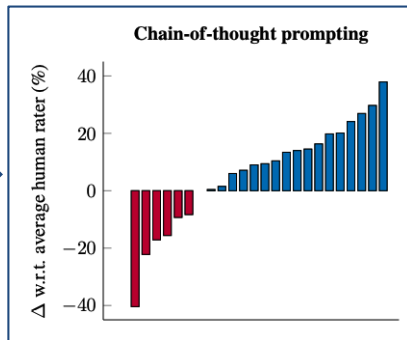 Chain-of-thought prompting
Δ w.r.t. average human rater (%)
40
20
0
−20
−40